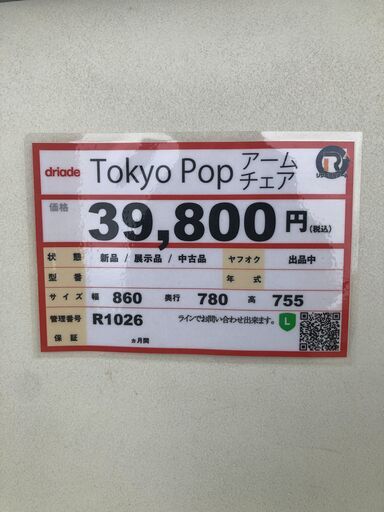 driade Tokyo Pop アームチェア
価格 39,800円(税込)
状態 新品 / 展示品 / 中古品 ヤフオク 出品中
型番 年式
サイズ 幅 860 奥行 780 高 755
管理番号 R1026 ラインでお問い合わせ出来ます。 L
保証 ヵ月間